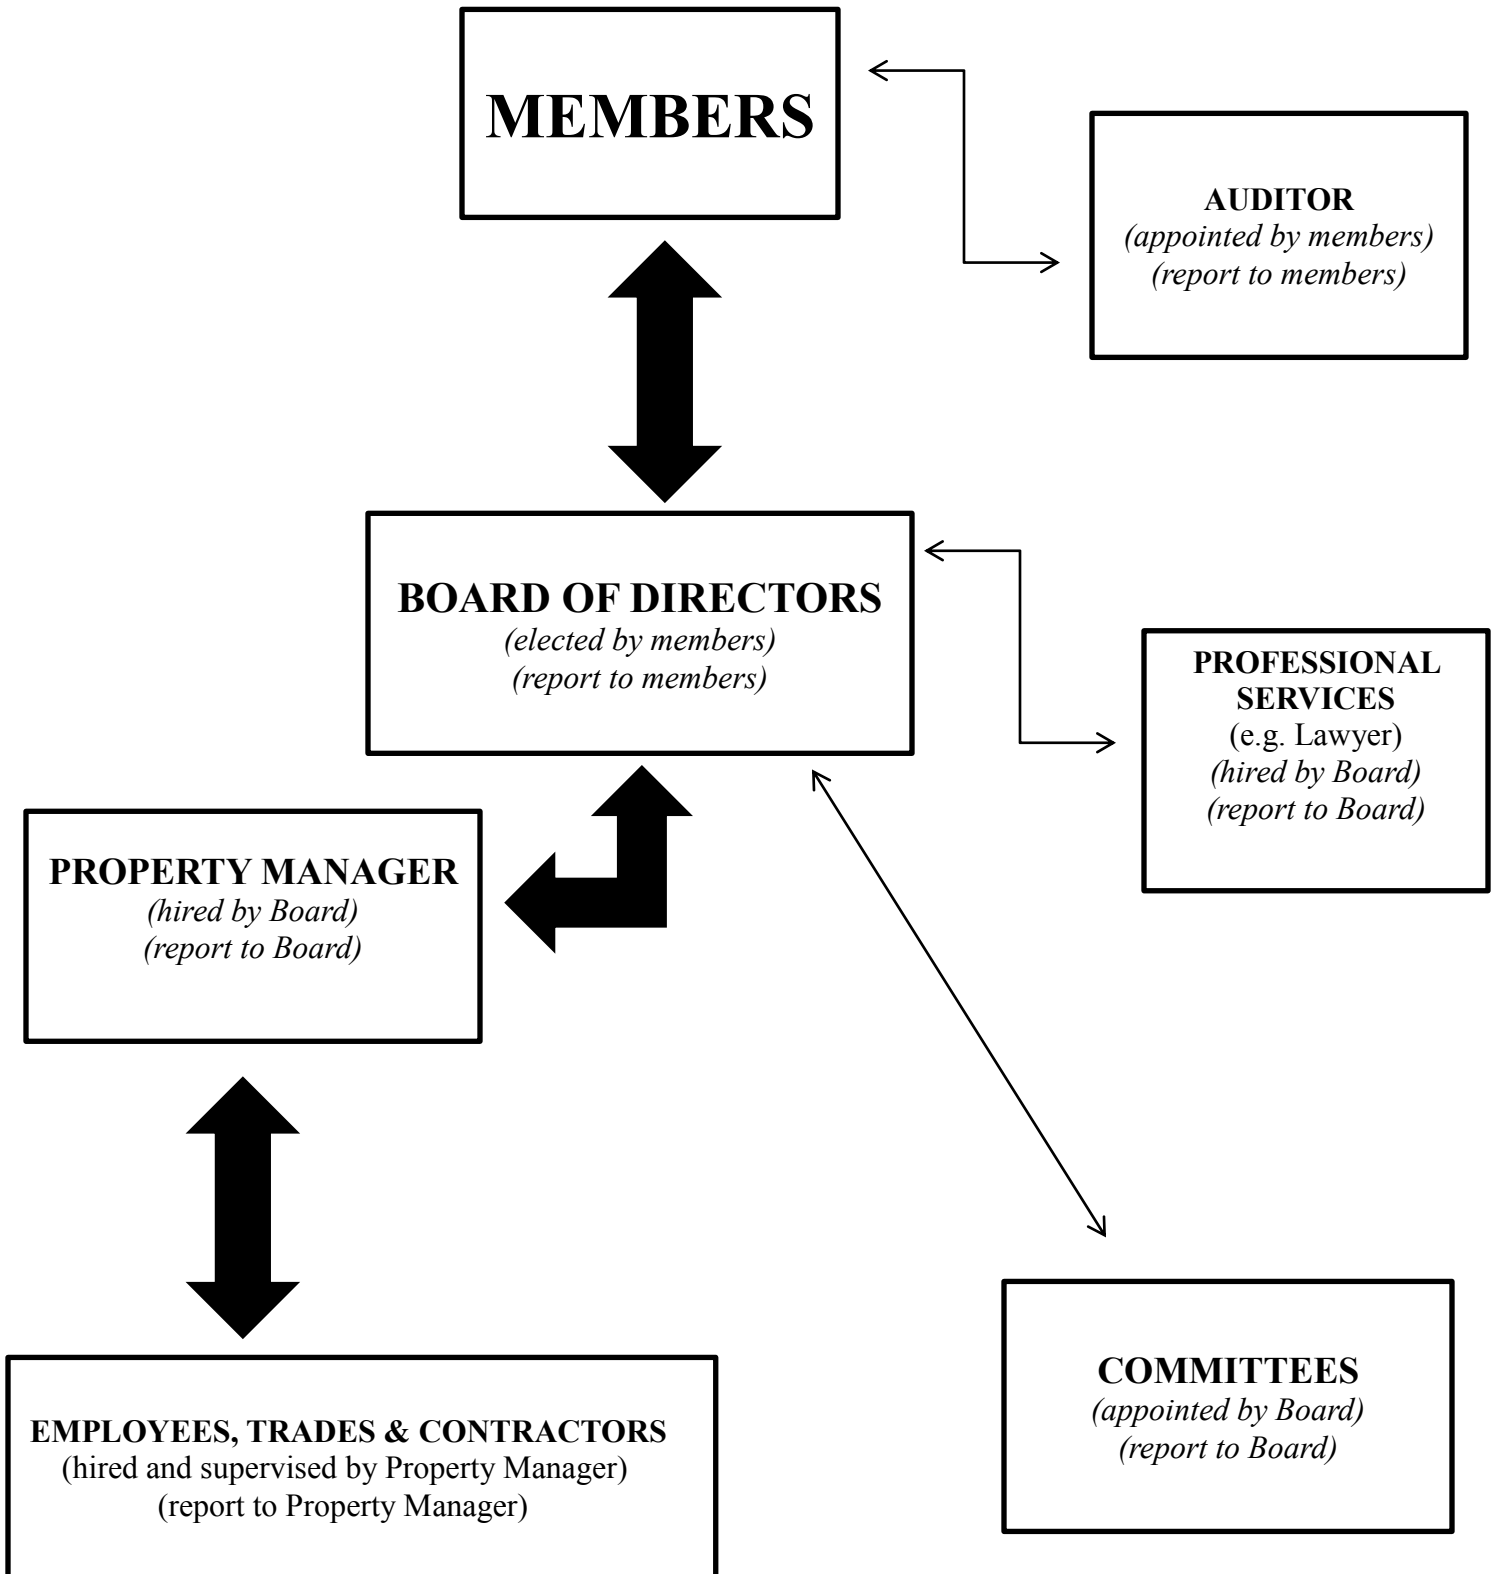 MEMBERS
AUDITOR
(appointed by members)
(report to members)
BOARD OF DIRECTORS
(elected by members)
(report to members)
PROFESSIONAL
SERVICES
(e.g. Lawyer)
(hired by Board)
(report to Board)
PROPERTY MANAGER
(hired by Board)
(report to Board)
COMMITTEES
(appointed by Board)
(report to Board)
EMPLOYEES, TRADES & CONTRACTORS
(hired and supervised by Property Manager)
(report to Property Manager)